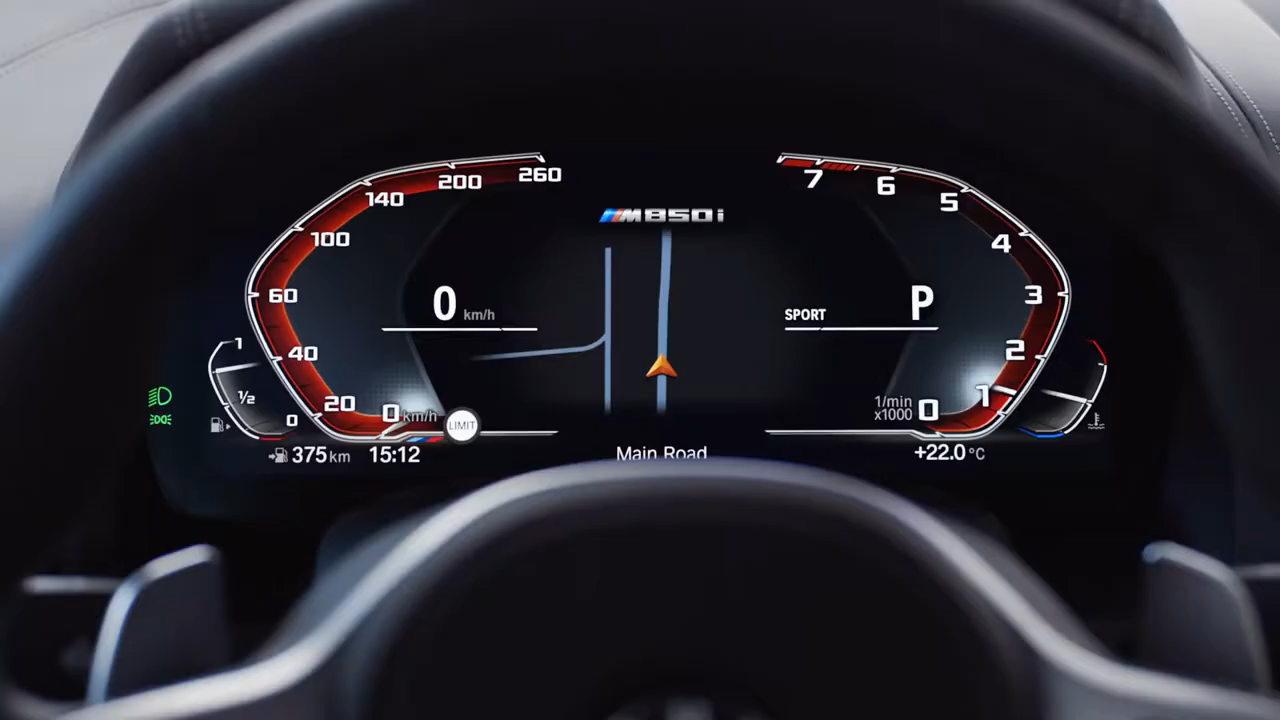 260
200
140
100
60
40
20
0 km/h
7
6
5
4
3
2
1
0
1/min
x1000
M850i
0 km/h
SPORT
P
1
1/2
0
LIMIT
375 km
15:12
Main Road
+22.0 °C